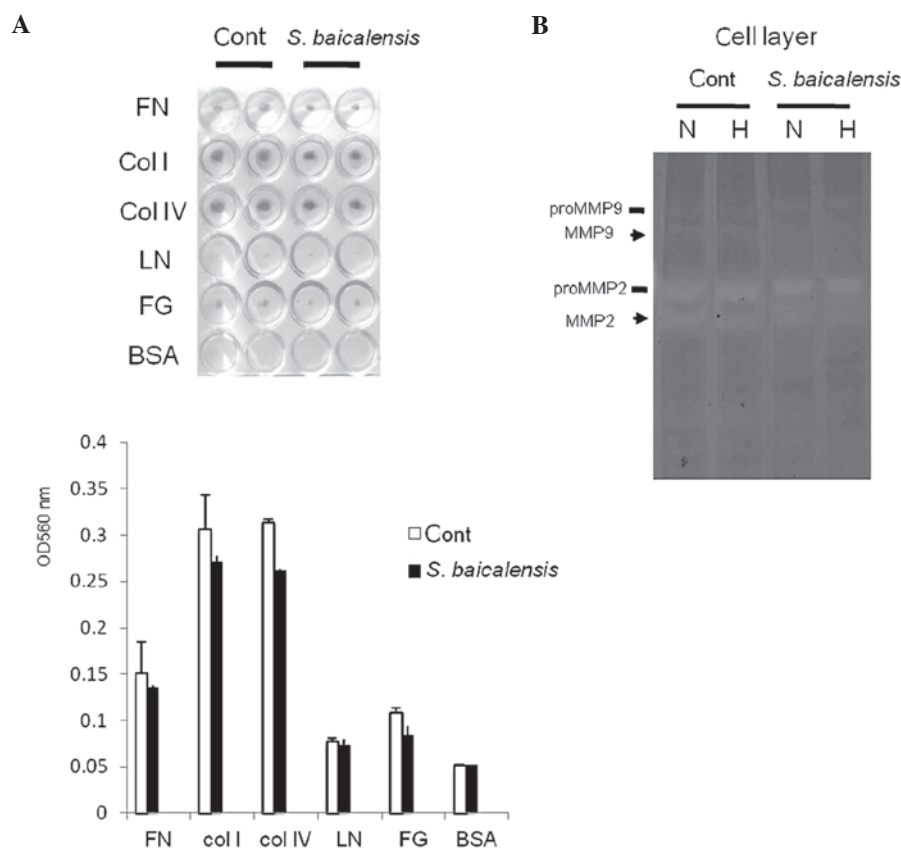 A
Cont
S. baicalensis
FN
Col I
Col IV
LN
FG
BSA
0.4
0.35
0.3
0.25
0.2
0.15
0.1
0.05
0
OD560 nm
Cont
S. baicalensis
FN
col I
col IV
LN
FG
BSA
B
Cell layer
Cont
S. baicalensis
N
H
N
H
proMMP9
MMP9
proMMP2
MMP2